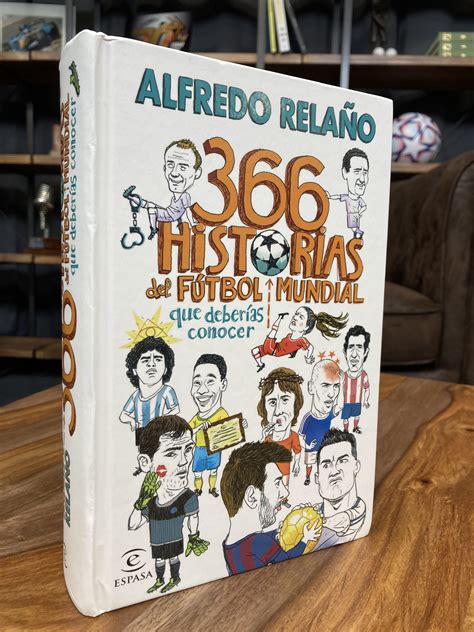 ALFREDO RELAÑO
366
HISTORIAS
del FÚTBOL MUNDIAL
que deberías
conocer
ESPASA
RELAÑO
366 HISTORIAS
del FÚTBOL MUNDIAL
que deberías conocer